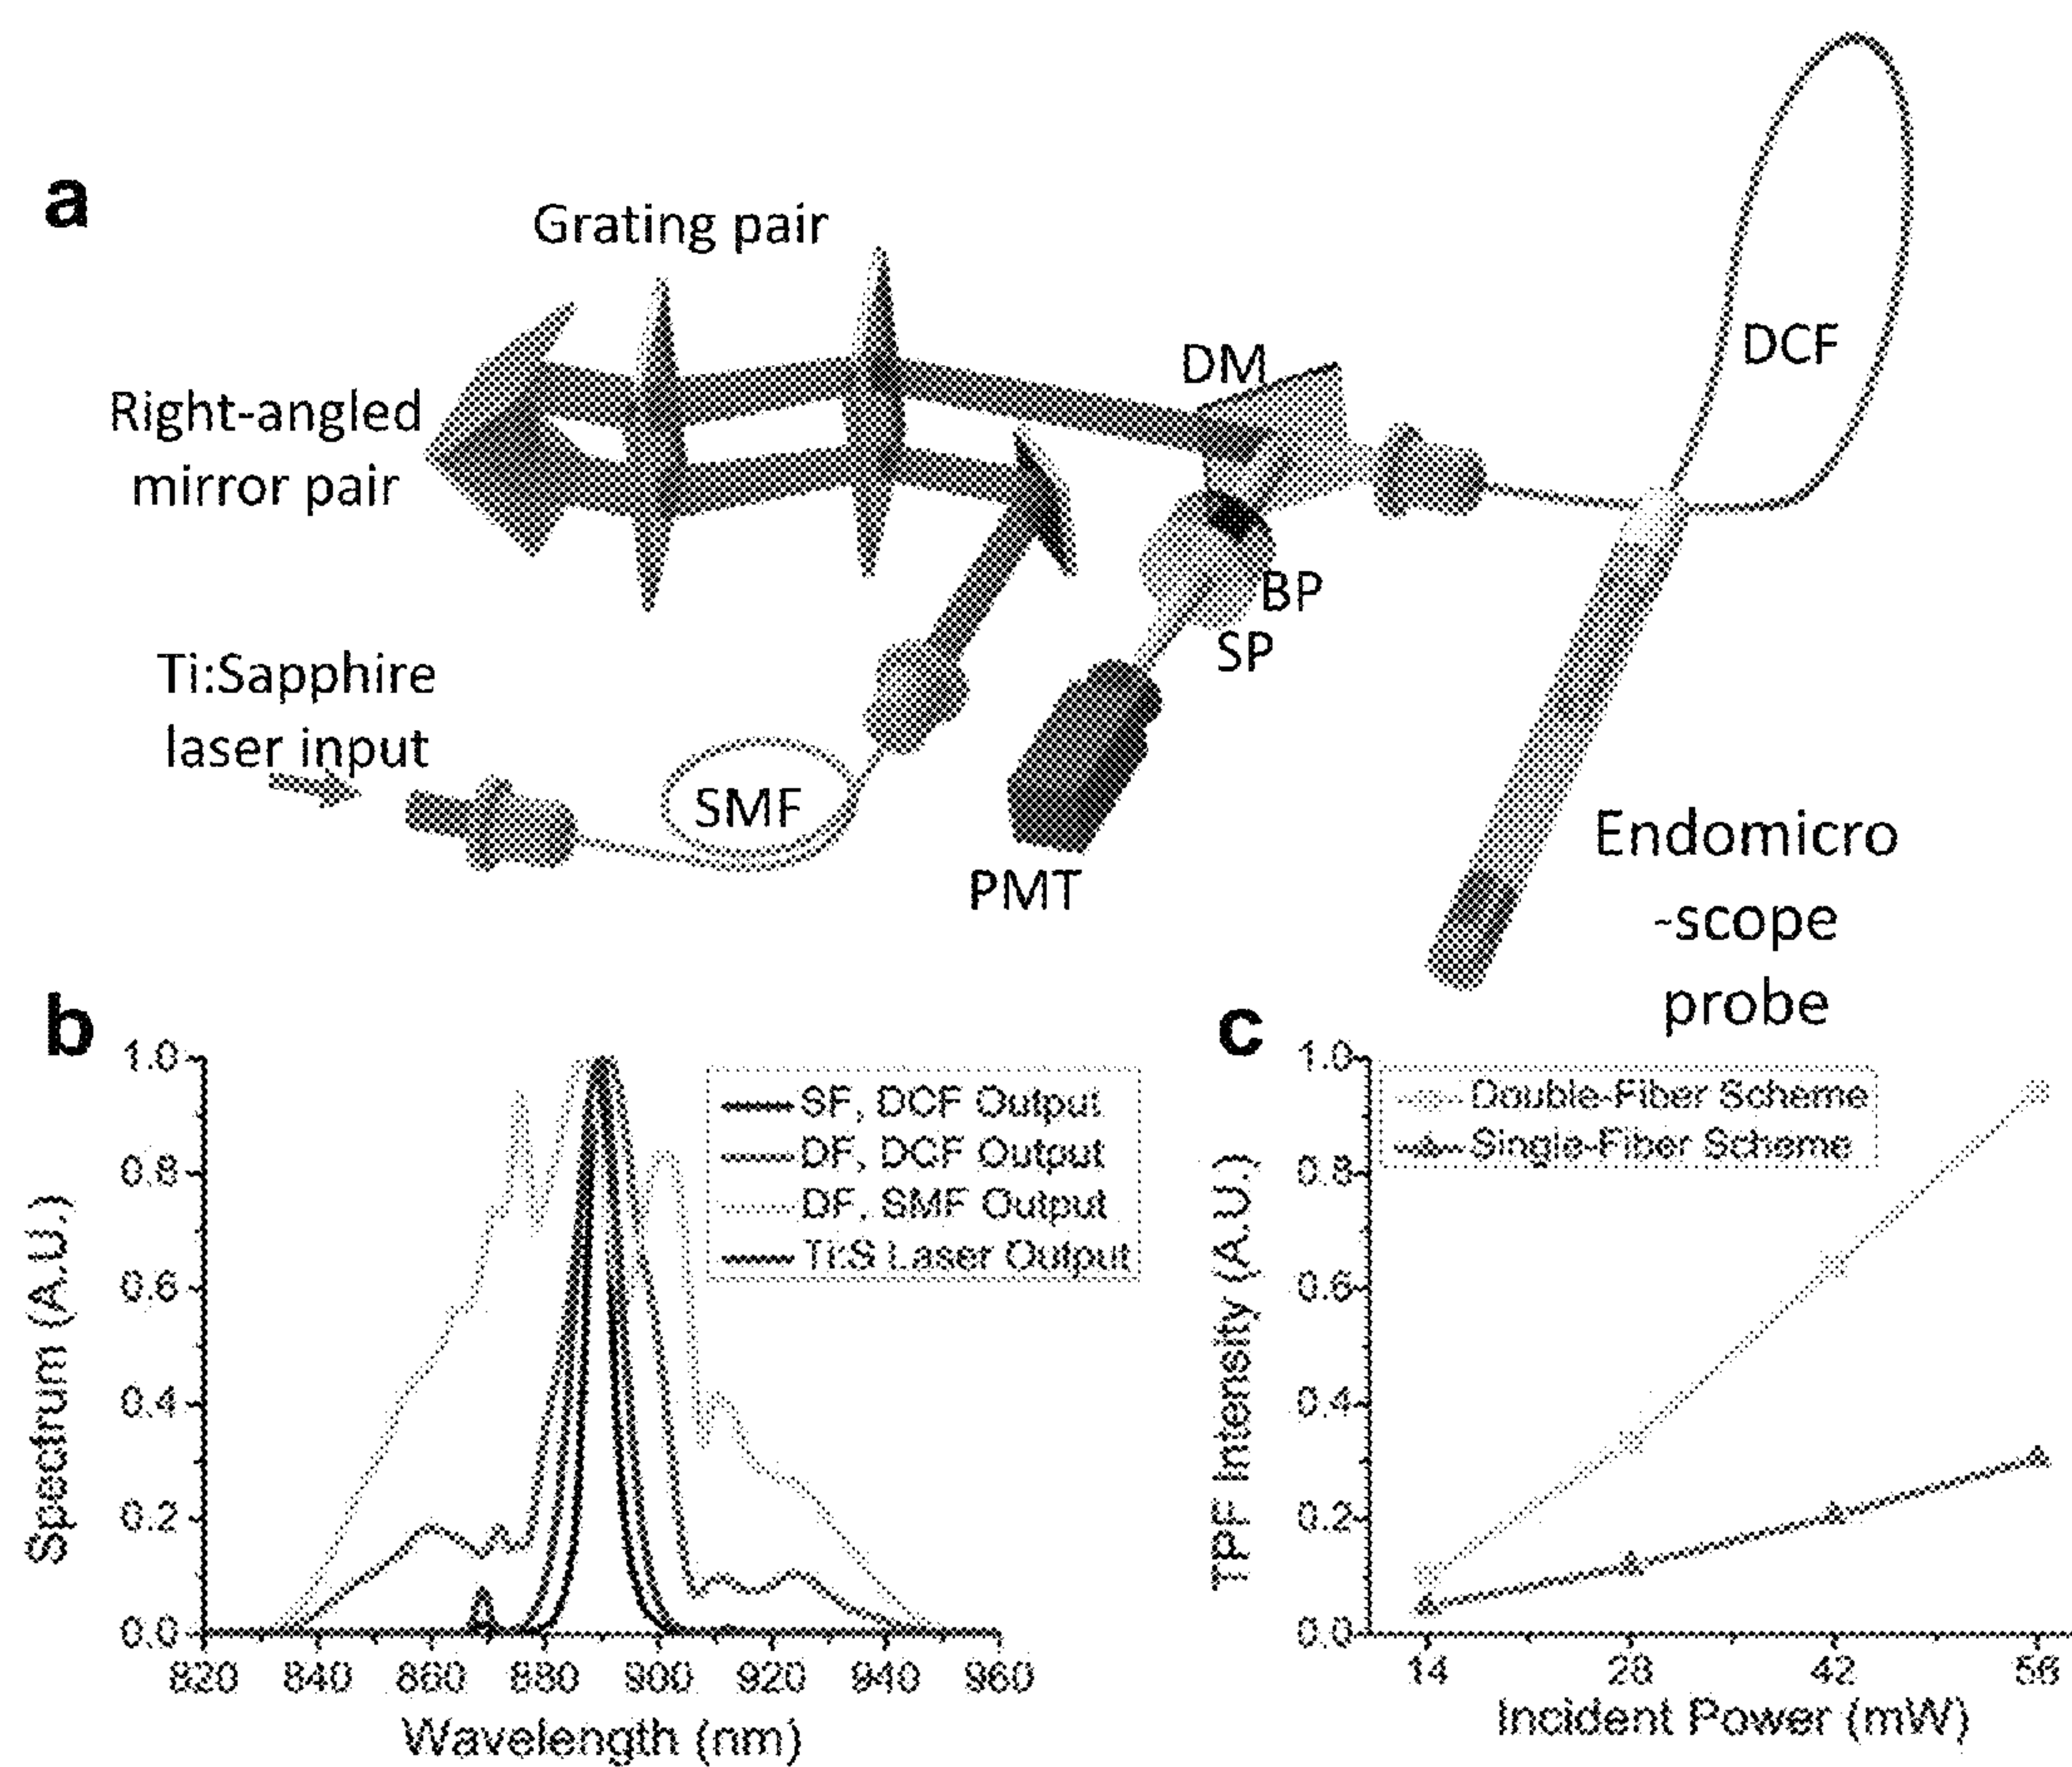 a
Grating pair
DM
DCF
Right-angled
mirror pair
BP
SP
Ti:Sapphire
laser input
SMF
PMT
Endomicro
-scope
probe
b
1.0
0.8
0.6
0.4
0.2
0.0
Spectrum (A.U.)
SF, DCF Output
DF, DCF Output
DF, SMF Output
Ti:S Laser Output
820 840 860 880 900 920 940 960
Wavelength (nm)
c
1.0
0.8
0.6
0.4
0.2
0.0
TPF Intensity (A.U.)
Double-Fiber Scheme
Single-Fiber Scheme
14 28 42 56
Incident Power (mW)